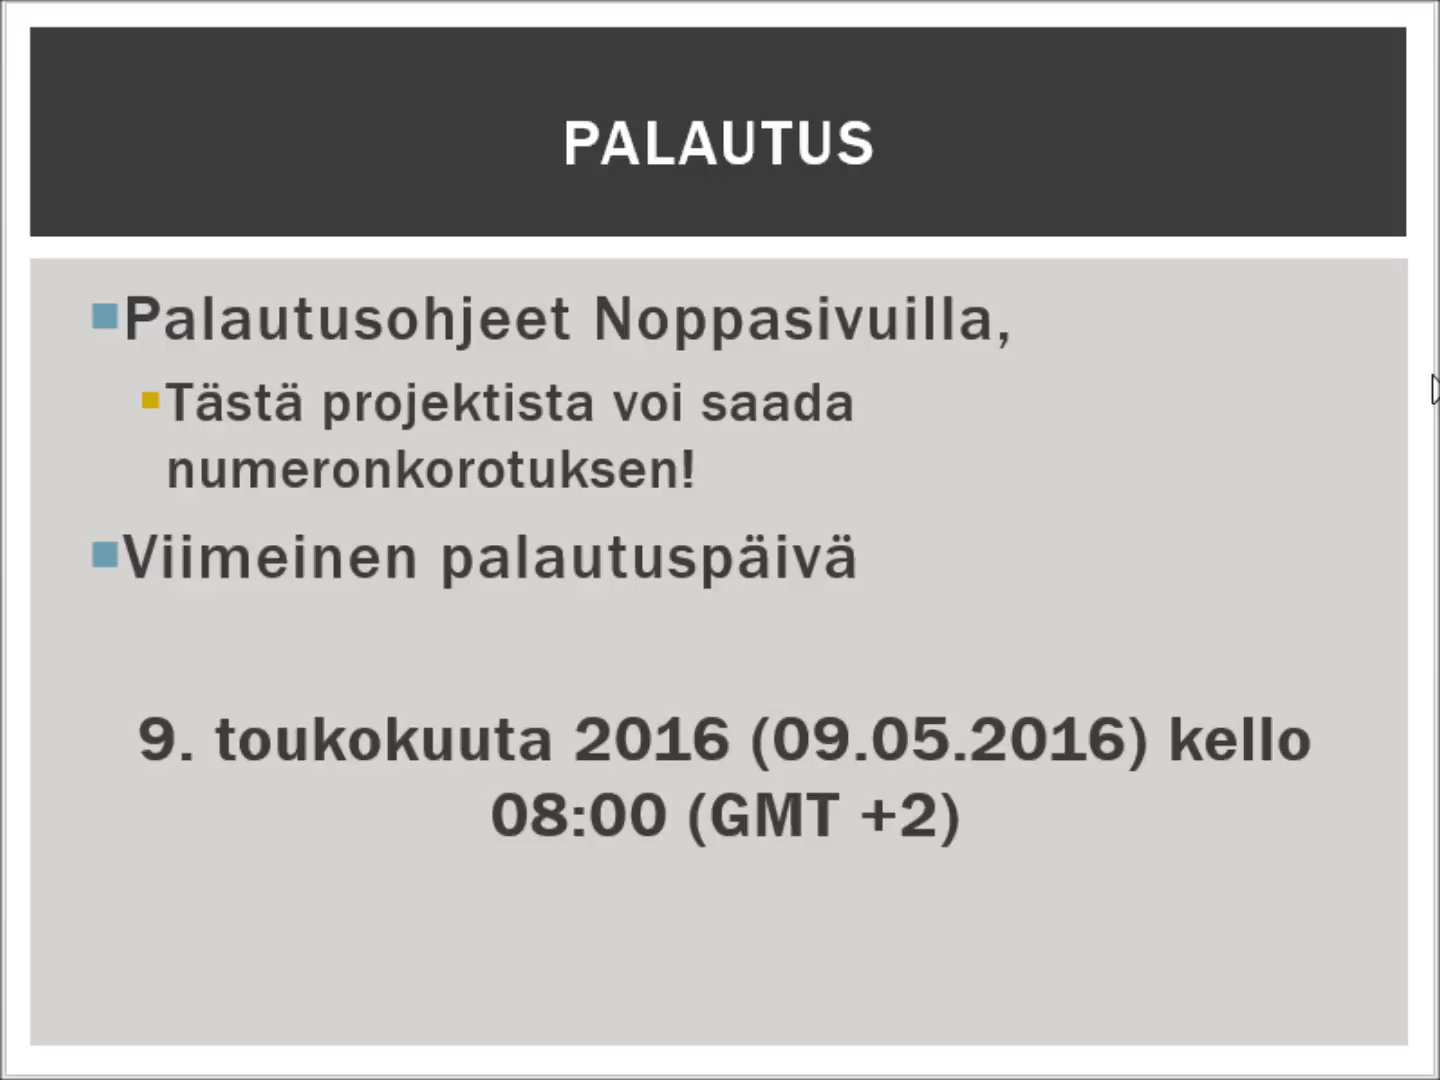 PALAUTUS
Palautusohjeet Noppasivuilla,
Tästä projektista voi saada
numeronkorotuksen!
Viimeinen palautuspäivä
9. toukokuuta 2016 (09.05.2016) kello
08:00 (GMT +2)